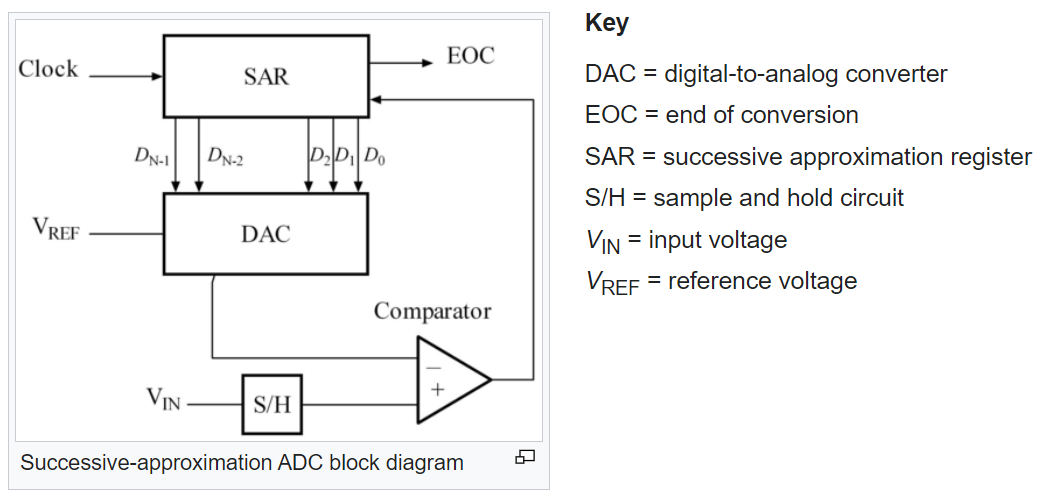 Clock
SAR
EOC
DN-1
DN-2
D2
D1
D0
VREF
DAC
Comparator
−
+
VIN
S/H
Successive-approximation ADC block diagram
Key
DAC = digital-to-analog converter
EOC = end of conversion
SAR = successive approximation register
S/H = sample and hold circuit
VIN = input voltage
VREF = reference voltage